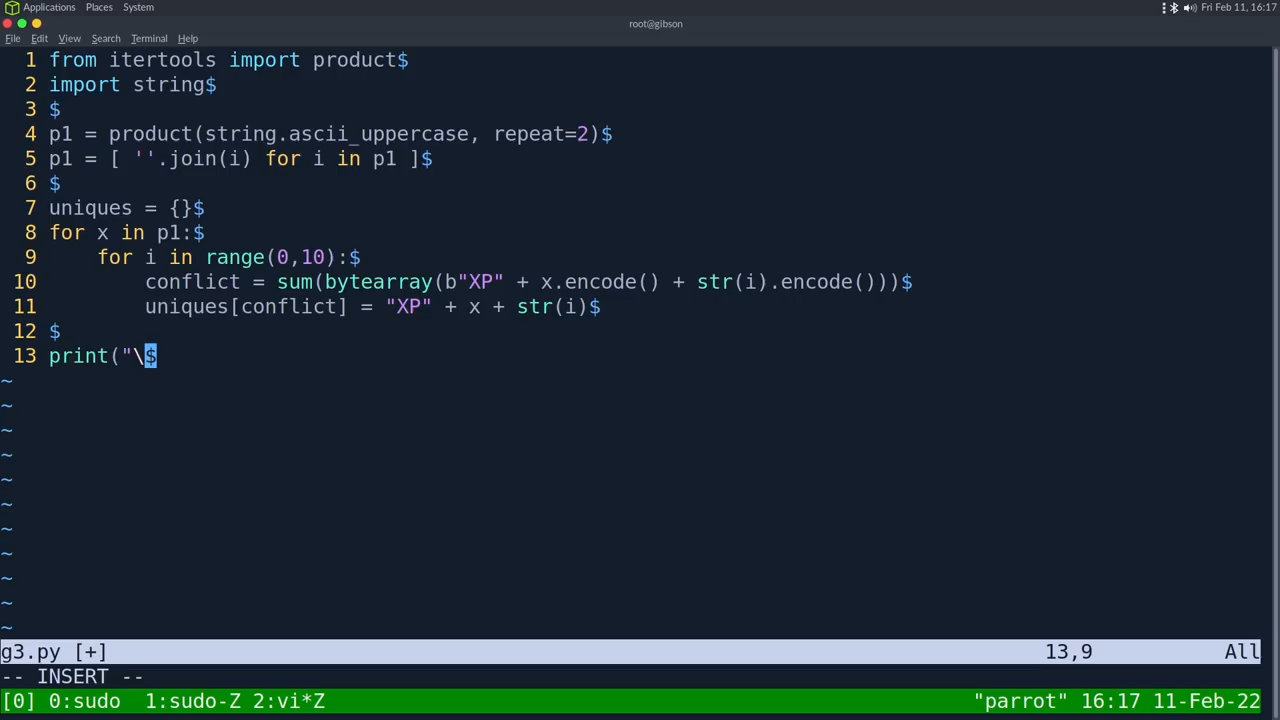 Applications Places System Fri Feb 11, 16:17
root@gibson
File Edit View Search Terminal Help
1 from itertools import product$
2 import string$
3 $
4 p1 = product(string.ascii_uppercase, repeat=2)$
5 p1 = [ ''.join(i) for i in p1 ]$
6 $
7 uniques = {}$
8 for x in p1:$
9     for i in range(0,10):$
10         conflict = sum(bytearray(b"XP" + x.encode() + str(i).encode()))$
11         uniques[conflict] = "XP" + x + str(i)$
12 $
13 print("\$
~
~
~
~
~
~
~
~
~
~
~
g3.py [+] 13,9 All
-- INSERT --
[0] 0:sudo  1:sudo-Z 2:vi*Z "parrot" 16:17 11-Feb-22